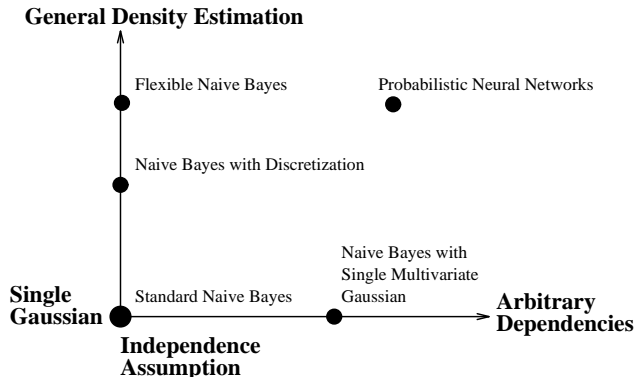 General Density Estimation
Flexible Naive Bayes
Probabilistic Neural Networks
Naive Bayes with Discretization
Naive Bayes with
Single Multivariate
Gaussian
Single
Gaussian
Standard Naive Bayes
Arbitrary
Dependencies
Independence
Assumption